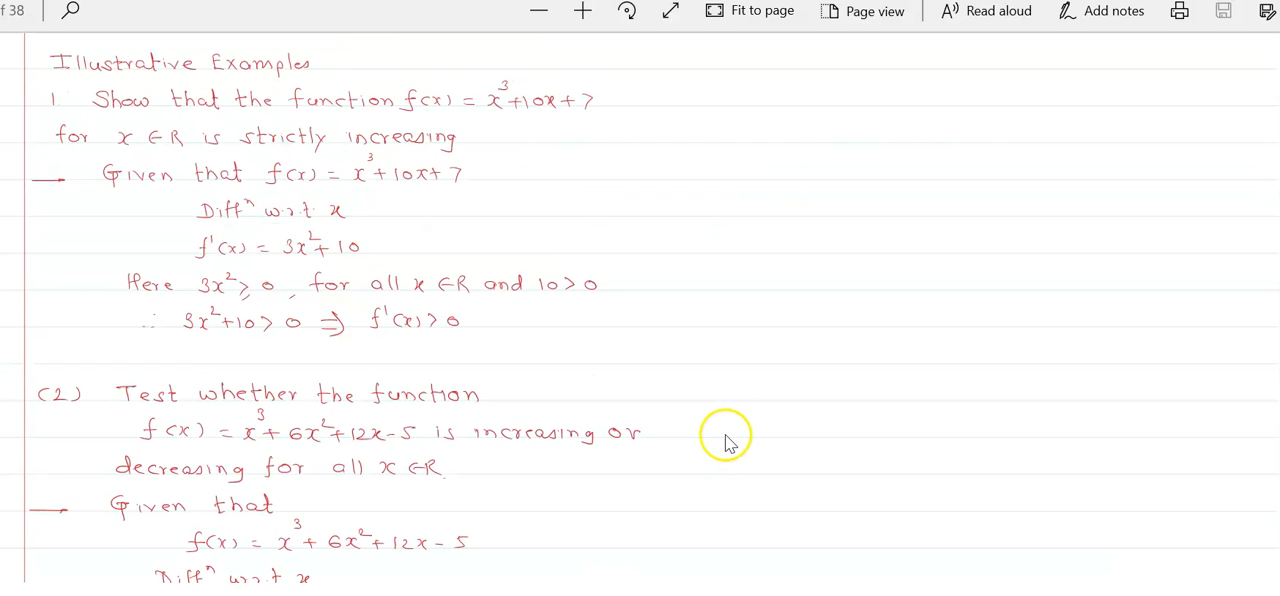 f 38 Fit to page Page view A Read aloud Add notes
Illustrative Examples
1. Show that the function f(x) = x³+10x+7
for x ∈ R is strictly increasing
— Given that f(x) = x³+10x+7
Diffⁿ w.r.t. x
f'(x) = 3x²+10
Here 3x² ≥ 0, for all x ∈ R and 10 > 0
∴ 3x²+10 > 0 ⇒ f'(x) > 0
(2) Test whether the function
f(x) = x³+6x²+12x-5 is increasing or
decreasing for all x ∈ R.
— Given that
f(x) = x³+6x²+12x-5
Diffⁿ w.r.t x